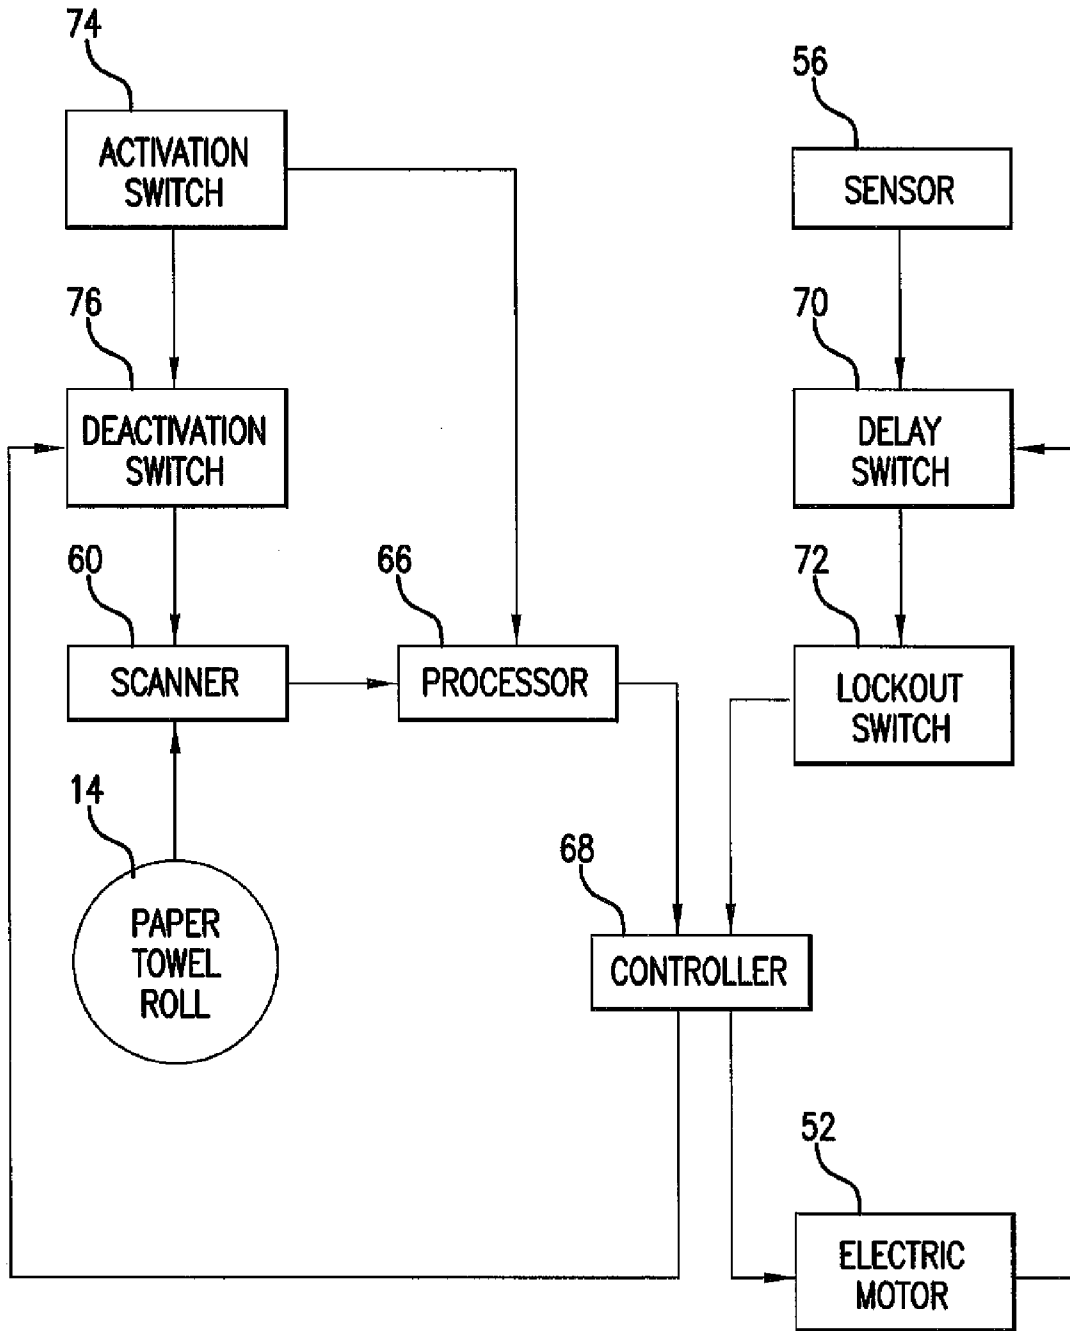 74
ACTIVATION
SWITCH
56
SENSOR
76
DEACTIVATION
SWITCH
70
DELAY
SWITCH
60
SCANNER
66
PROCESSOR
72
LOCKOUT
SWITCH
14
PAPER
TOWEL
ROLL
68
CONTROLLER
52
ELECTRIC
MOTOR